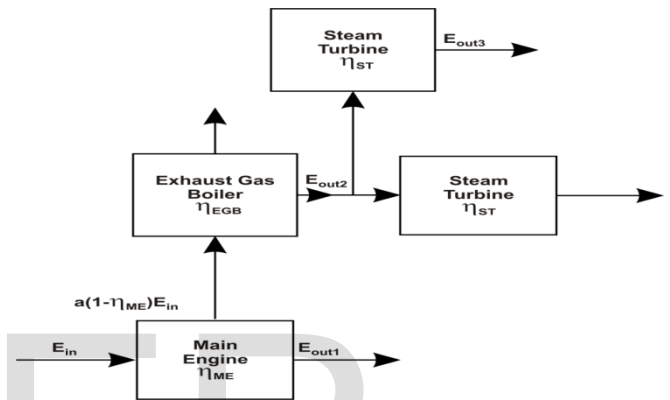 Steam
Turbine
ηST
Eout3
Exhaust Gas
Boiler
ηEGB
Eout2
Steam
Turbine
ηST
a(1-ηME)Ein
Ein
Main
Engine
ηME
Eout1